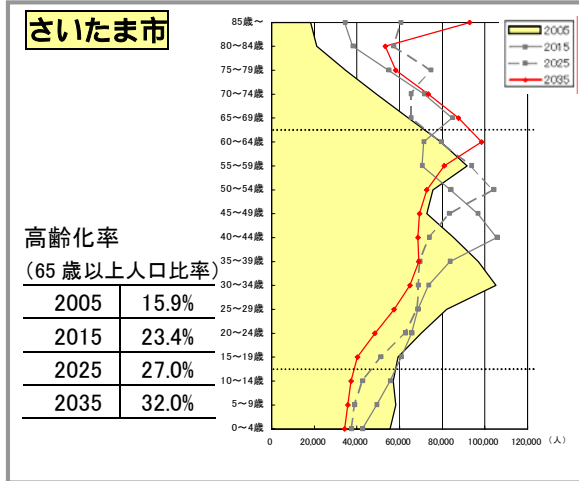 さいたま市
高齢化率
(65歳以上人口比率)
2005 15.9%
2015 23.4%
2025 27.0%
2035 32.0%
85歳～
80～84歳
75～79歳
70～74歳
65～69歳
60～64歳
55～59歳
50～54歳
45～49歳
40～44歳
35～39歳
30～34歳
25～29歳
20～24歳
15～19歳
10～14歳
5～9歳
0～4歳
0 20,000 40,000 60,000 80,000 100,000 120,000 （人）
2005
2015
2025
2035